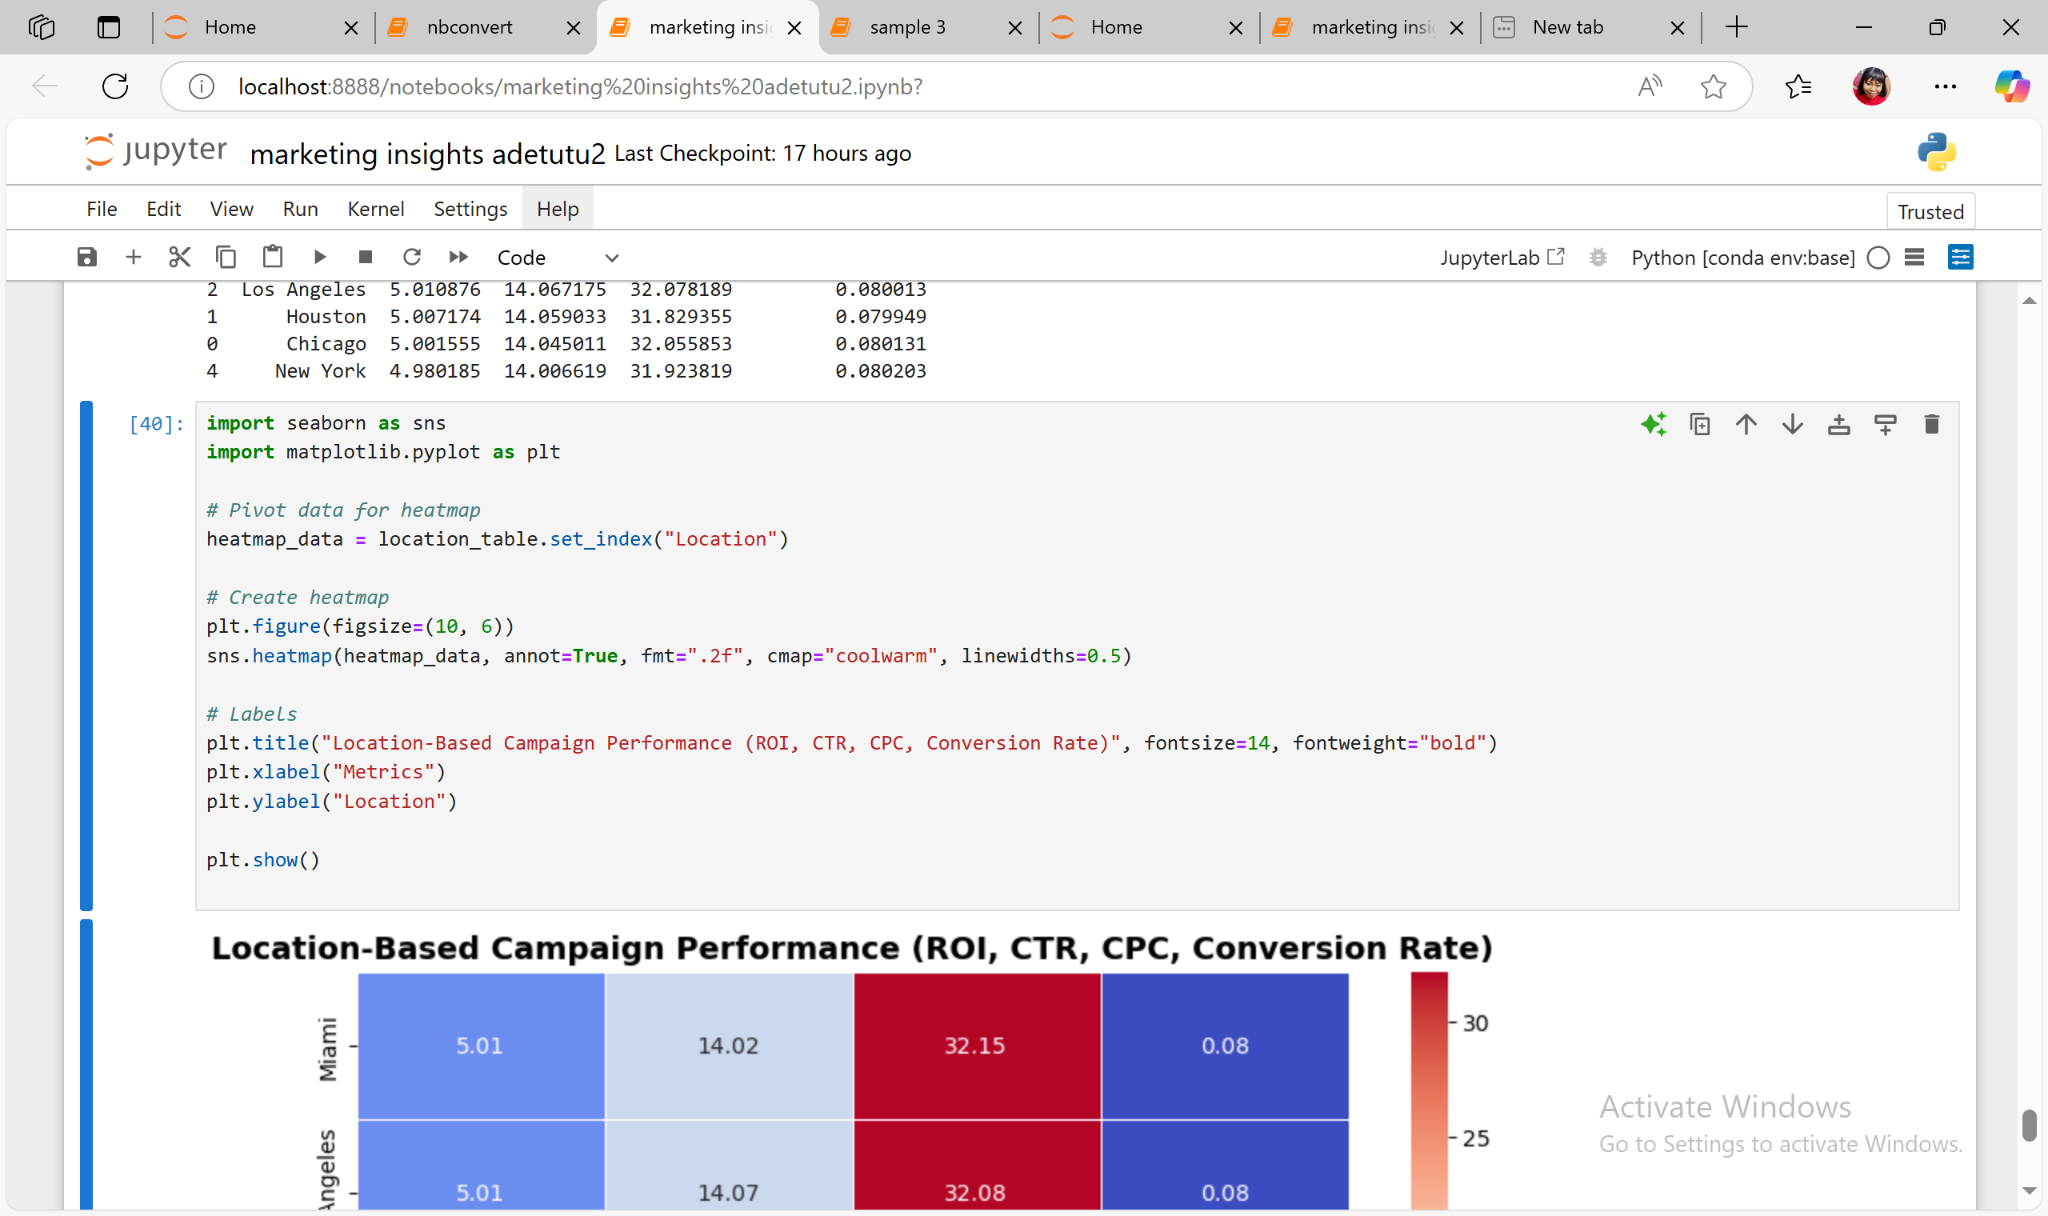 Home
nbconvert
marketing insi
sample 3
Home
marketing insi
New tab
localhost:8888/notebooks/marketing%20insights%20adetutu2.ipynb?
jupyter marketing insights adetutu2 Last Checkpoint: 17 hours ago
File Edit View Run Kernel Settings Help
Trusted
Code
JupyterLab
Python [conda env:base]
2 Los Angeles 5.010876 14.067175 32.078189 0.080013
1 Houston 5.007174 14.059033 31.829355 0.079949
0 Chicago 5.001555 14.045011 32.055853 0.080131
4 New York 4.980185 14.006619 31.923819 0.080203
[40]:
import seaborn as sns
import matplotlib.pyplot as plt
# Pivot data for heatmap
heatmap_data = location_table.set_index("Location")
# Create heatmap
plt.figure(figsize=(10, 6))
sns.heatmap(heatmap_data, annot=True, fmt=".2f", cmap="coolwarm", linewidths=0.5)
# Labels
plt.title("Location-Based Campaign Performance (ROI, CTR, CPC, Conversion Rate)", fontsize=14, fontweight="bold")
plt.xlabel("Metrics")
plt.ylabel("Location")
plt.show()
Location-Based Campaign Performance (ROI, CTR, CPC, Conversion Rate)
Miami
5.01 14.02 32.15 0.08
30
25
Angeles
5.01 14.07 32.08 0.08
Activate Windows
Go to Settings to activate Windows.